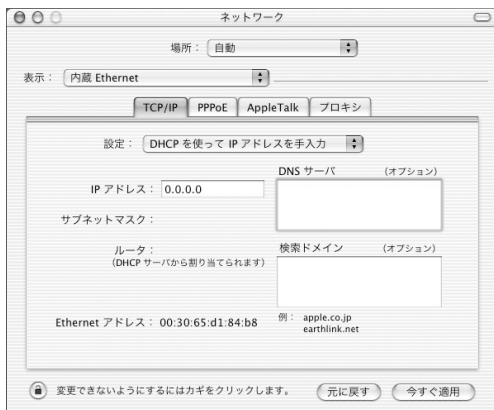 ネットワーク
場所： 自動
表示： 内蔵 Ethernet
TCP/IP PPPoE AppleTalk プロキシ
設定： DHCP を使って IP アドレスを手入力
DNS サーバ （オプション）
IP アドレス： 0.0.0.0
サブネットマスク：
ルータ：
（DHCP サーバから割り当てられます）
検索ドメイン （オプション）
Ethernet アドレス： 00:30:65:d1:84:b8
例： apple.co.jp
earthlink.net
変更できないようにするにはカギをクリックします。
元に戻す 今すぐ適用